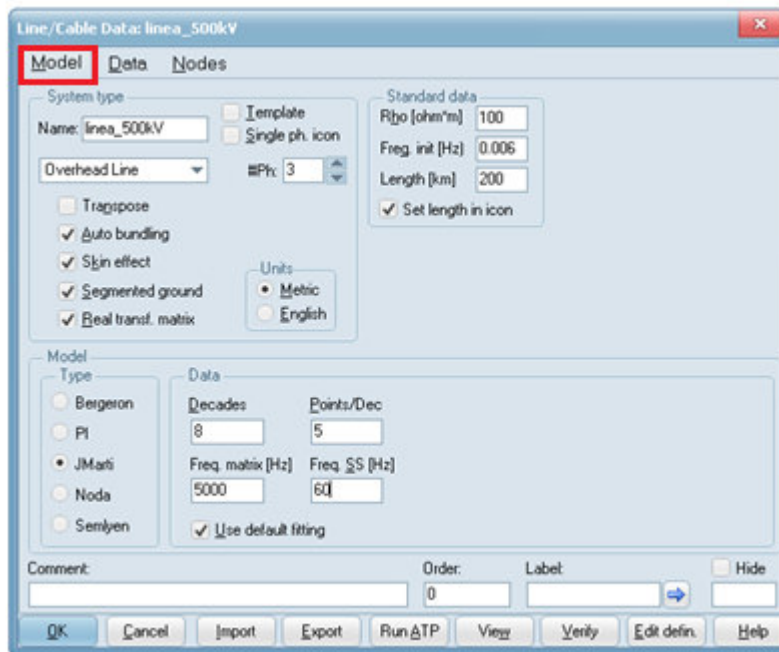 Line/Cable Data: linea_500kV
Model Data Nodes
System type
Name: linea_500kV
Template
Single ph. icon
Overhead Line
#Ph: 3
Transpose
Auto bundling
Skin effect
Segmented ground
Real transf. matrix
Units
Metric
English
Standard data
Rho [ohm*m] 100
Freq. init [Hz] 0.006
Length [km] 200
Set length in icon
Model
Type
Bergeron
PI
JMarti
Noda
Semlyen
Data
Decades Points/Dec
8 5
Freq. matrix [Hz] Freq. SS [Hz]
5000 60
Use default fitting
Comment: Order: Label: Hide
0
OK Cancel Import Export Run ATP View Verify Edit defin. Help